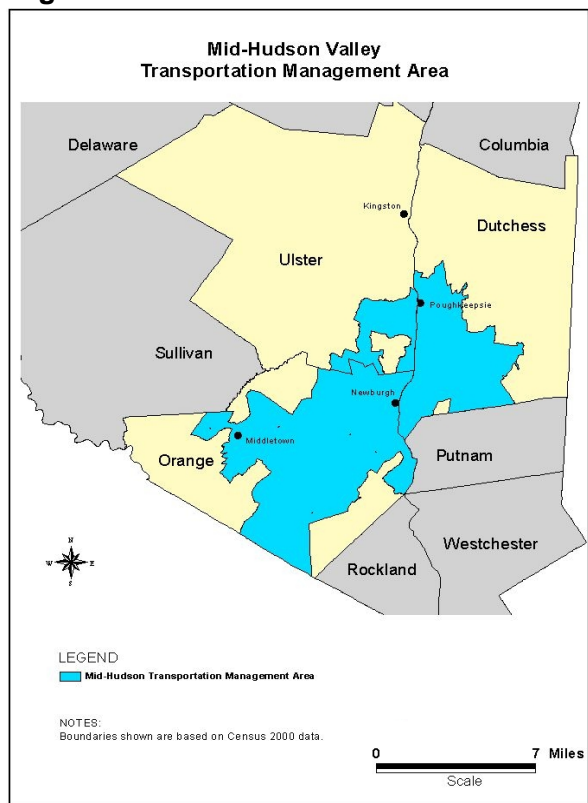 Mid-Hudson Valley
Transportation Management Area
Delaware
Columbia
Kingston
Dutchess
Ulster
Poughkeepsie
Sullivan
Newburgh
Middletown
Orange
Putnam
Westchester
Rockland
N
W E
S
LEGEND
Mid-Hudson Transportation Management Area
NOTES:
Boundaries shown are based on Census 2000 data.
0 7 Miles
Scale